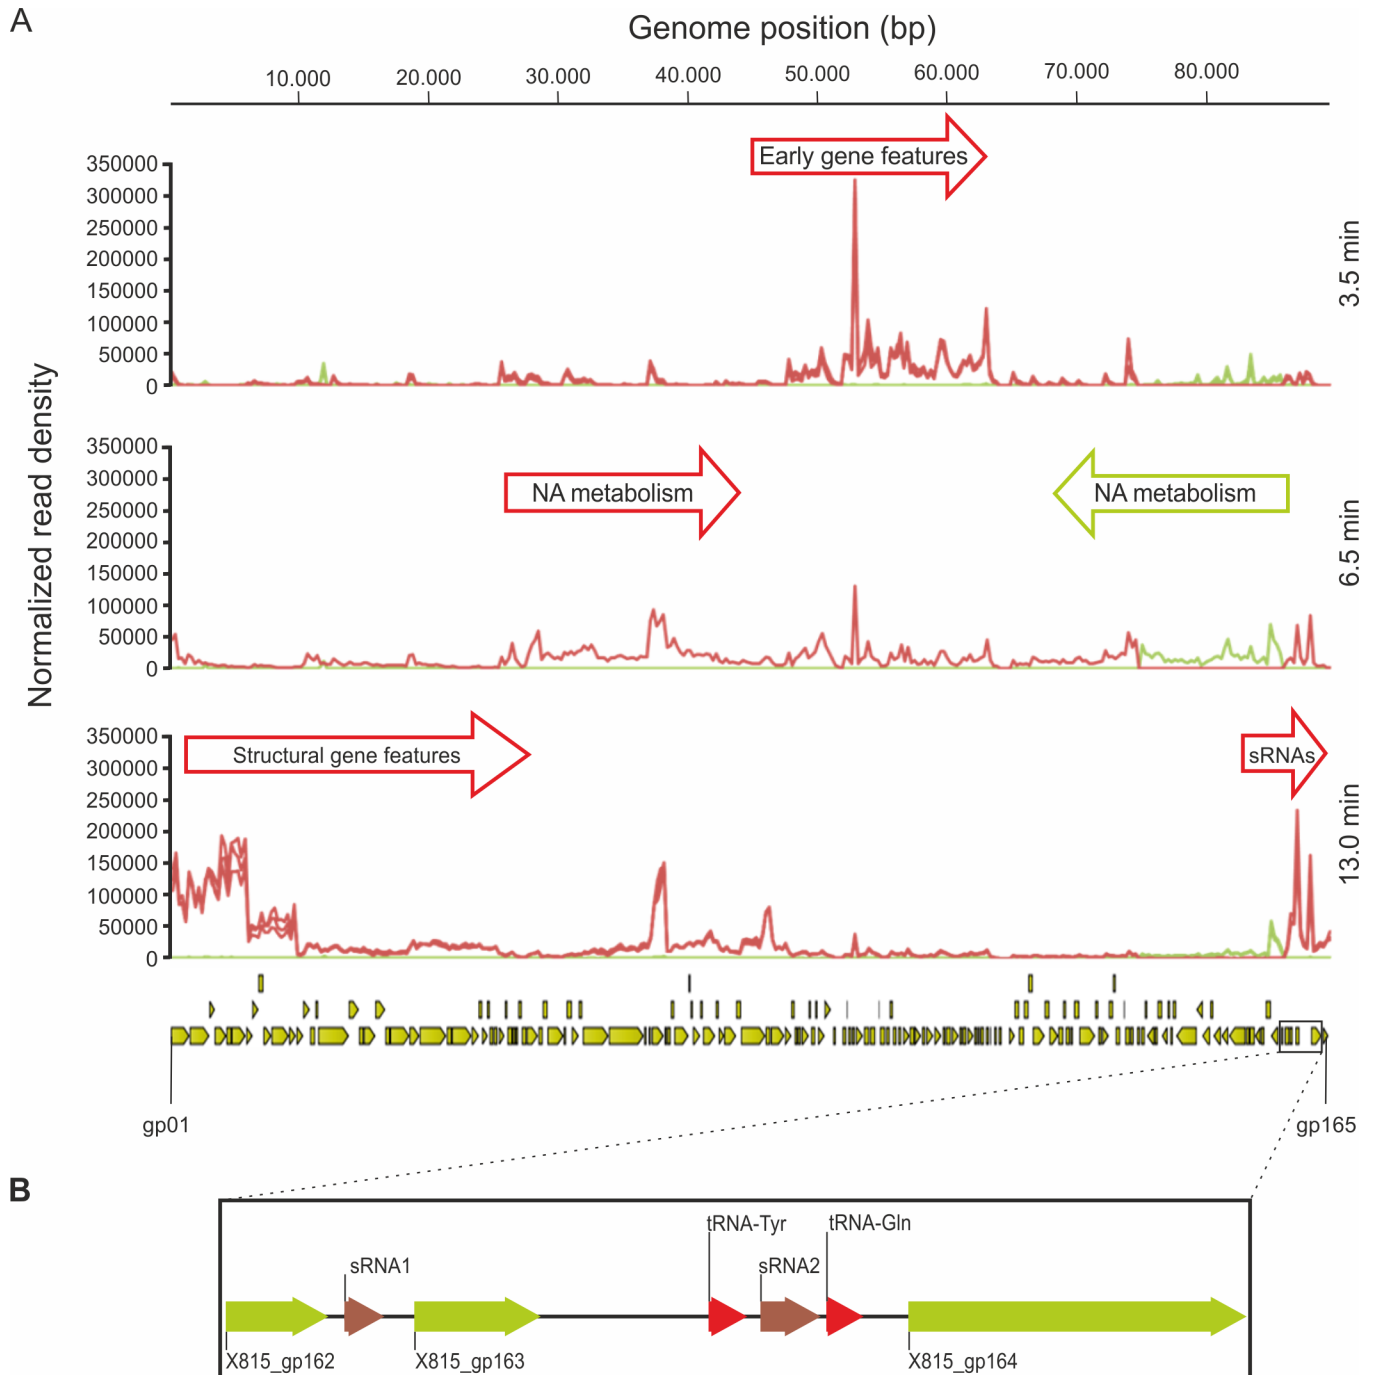 A
Genome position (bp)
10.000 20.000 30.000 40.000 50.000 60.000 70.000 80.000
Normalized read density
350000
300000
250000
200000
150000
100000
50000
0
Early gene features
3.5 min
350000
300000
250000
200000
150000
100000
50000
0
NA metabolism
NA metabolism
6.5 min
350000
300000
250000
200000
150000
100000
50000
0
Structural gene features
sRNAs
13.0 min
gp01
gp165
B
tRNA-Tyr tRNA-Gln
sRNA1 sRNA2
X815_gp162 X815_gp163 X815_gp164